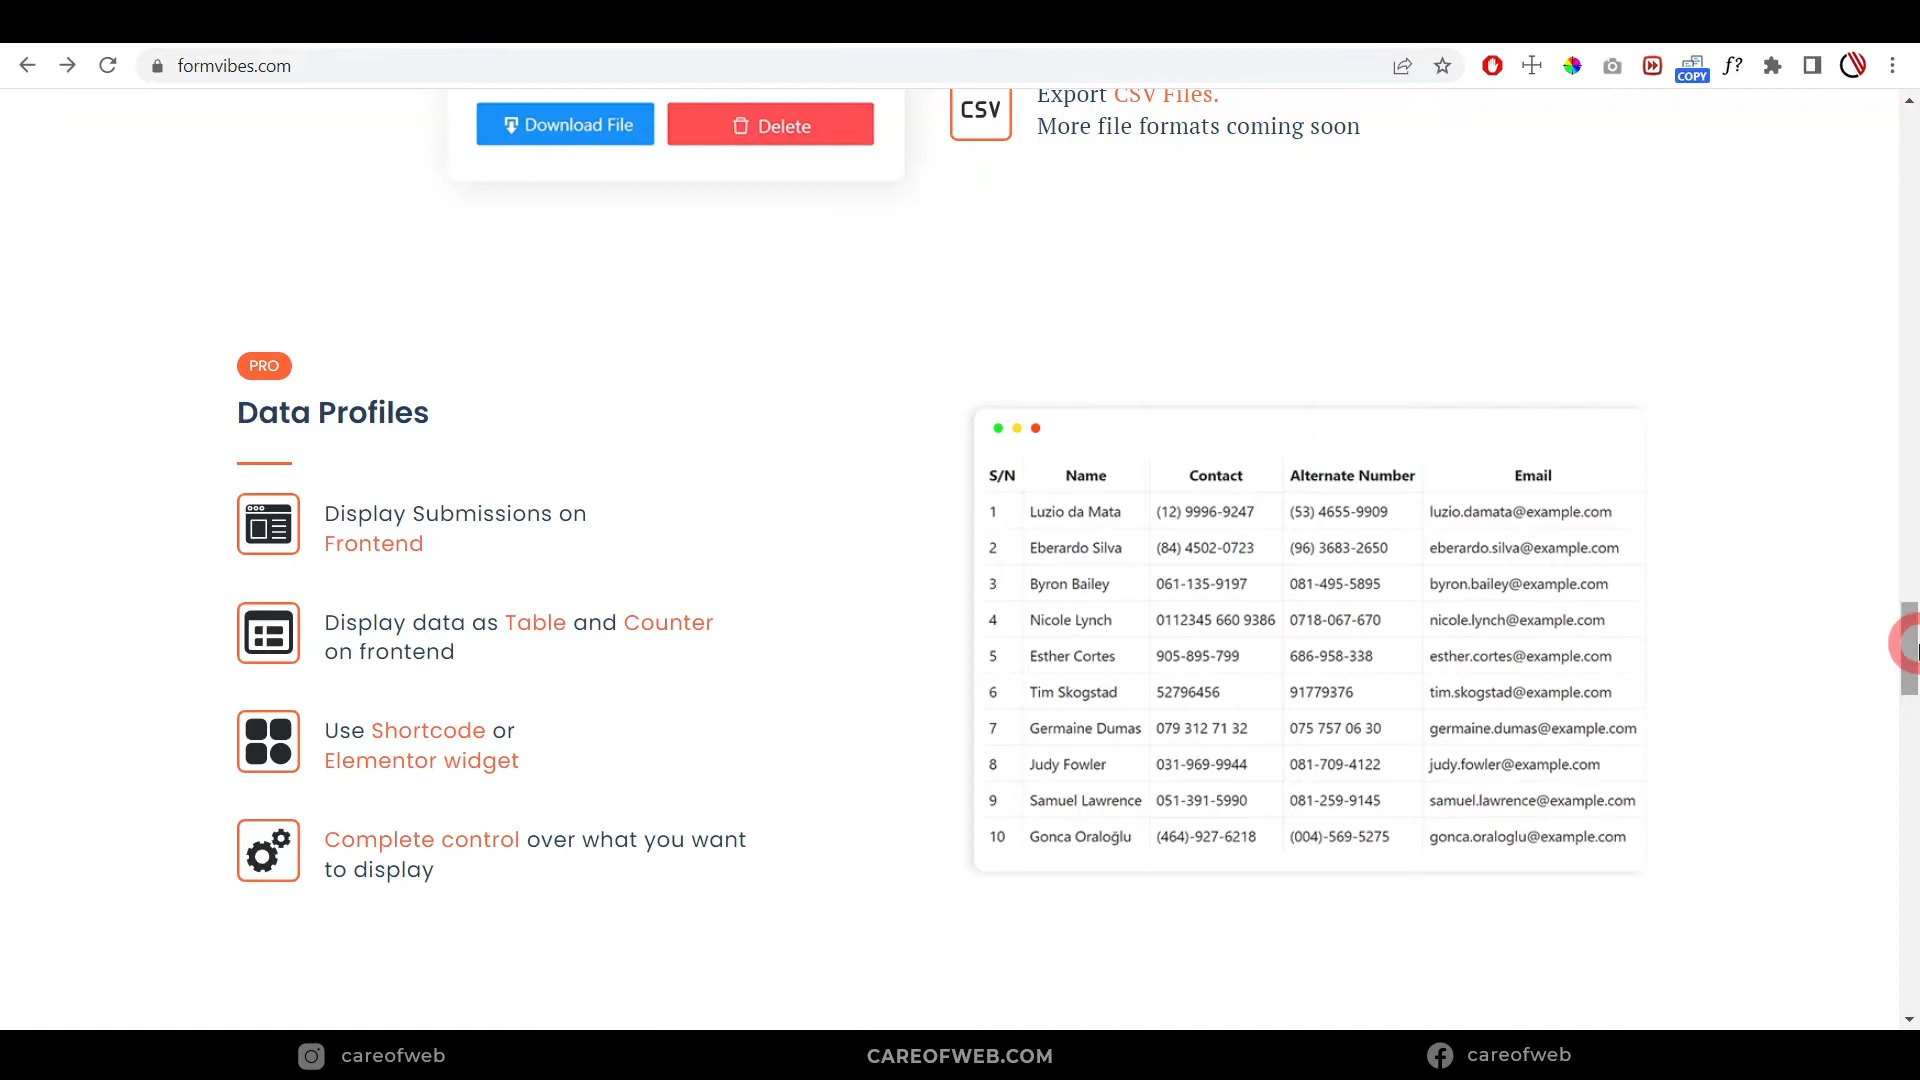 formvibes.com
COPY
f?
Download File
Delete
CSV
Export CSV Files.
More file formats coming soon
PRO
Data Profiles
Display Submissions on
Frontend
Display data as Table and Counter
on frontend
Use Shortcode or
Elementor widget
Complete control over what you want
to display
S/N Name Contact Alternate Number Email
1 Luzio da Mata (12) 9996-9247 (53) 4655-9909 luzio.damata@example.com
2 Eberardo Silva (84) 4502-0723 (96) 3683-2650 eberardo.silva@example.com
3 Byron Bailey 061-135-9197 081-495-5895 byron.bailey@example.com
4 Nicole Lynch 0112345 660 9386 0718-067-670 nicole.lynch@example.com
5 Esther Cortes 905-895-799 686-958-338 esther.cortes@example.com
6 Tim Skogstad 52796456 91779376 tim.skogstad@example.com
7 Germaine Dumas 079 312 71 32 075 757 06 30 germaine.dumas@example.com
8 Judy Fowler 031-969-9944 081-709-4122 judy.fowler@example.com
9 Samuel Lawrence 051-391-5990 081-259-9145 samuel.lawrence@example.com
10 Gonca Oraloğlu (464)-927-6218 (004)-569-5275 gonca.oraloglu@example.com
careofweb
CAREOFWEB.COM
careofweb